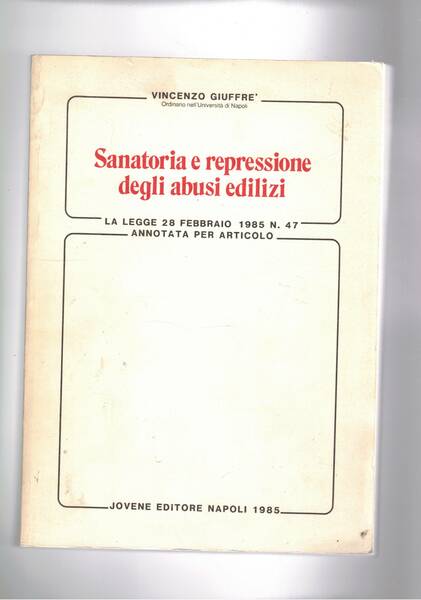 VINCENZO GIUFFRE'
Ordinario nell'Università di Napoli
Sanatoria e repressione
degli abusi edilizi
LA LEGGE 28 FEBBRAIO 1985 N. 47
ANNOTATA PER ARTICOLO
JOVENE EDITORE NAPOLI 1985